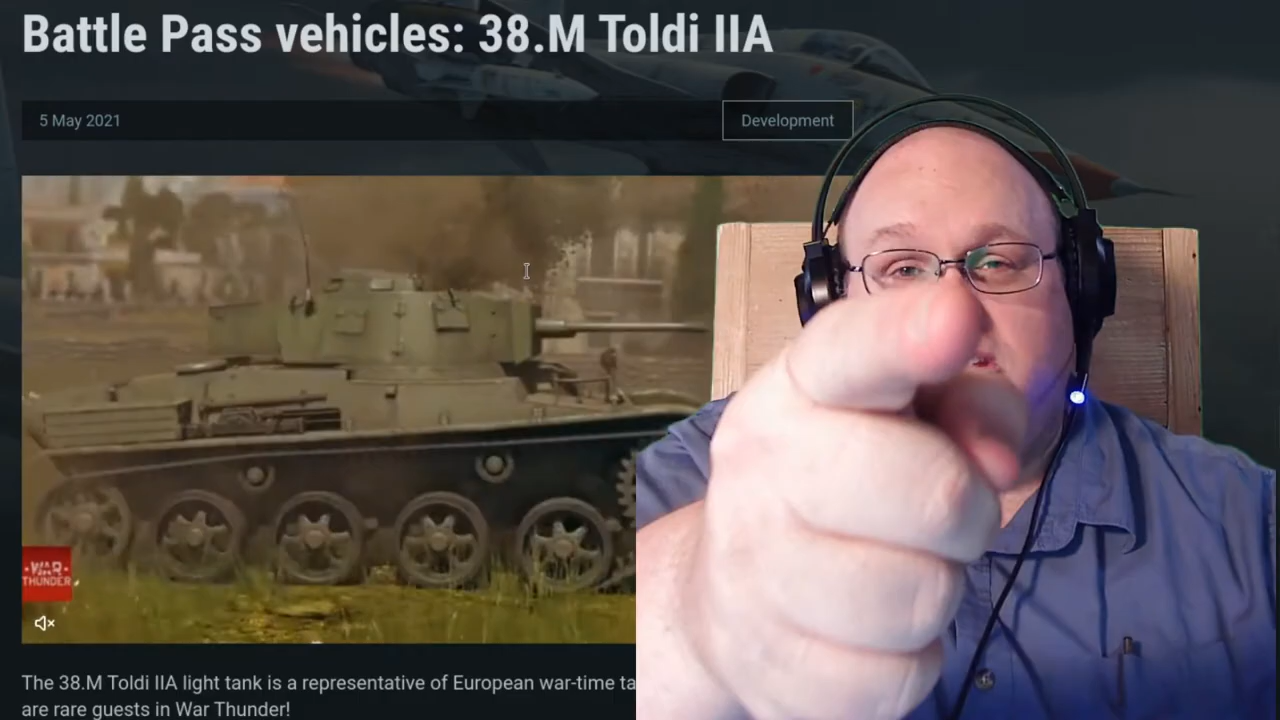 Battle Pass vehicles: 38.M Toldi IIA
5 May 2021
Development
WAR
THUNDER
The 38.M Toldi IIA light tank is a representative of European war-time ta
are rare guests in War Thunder!